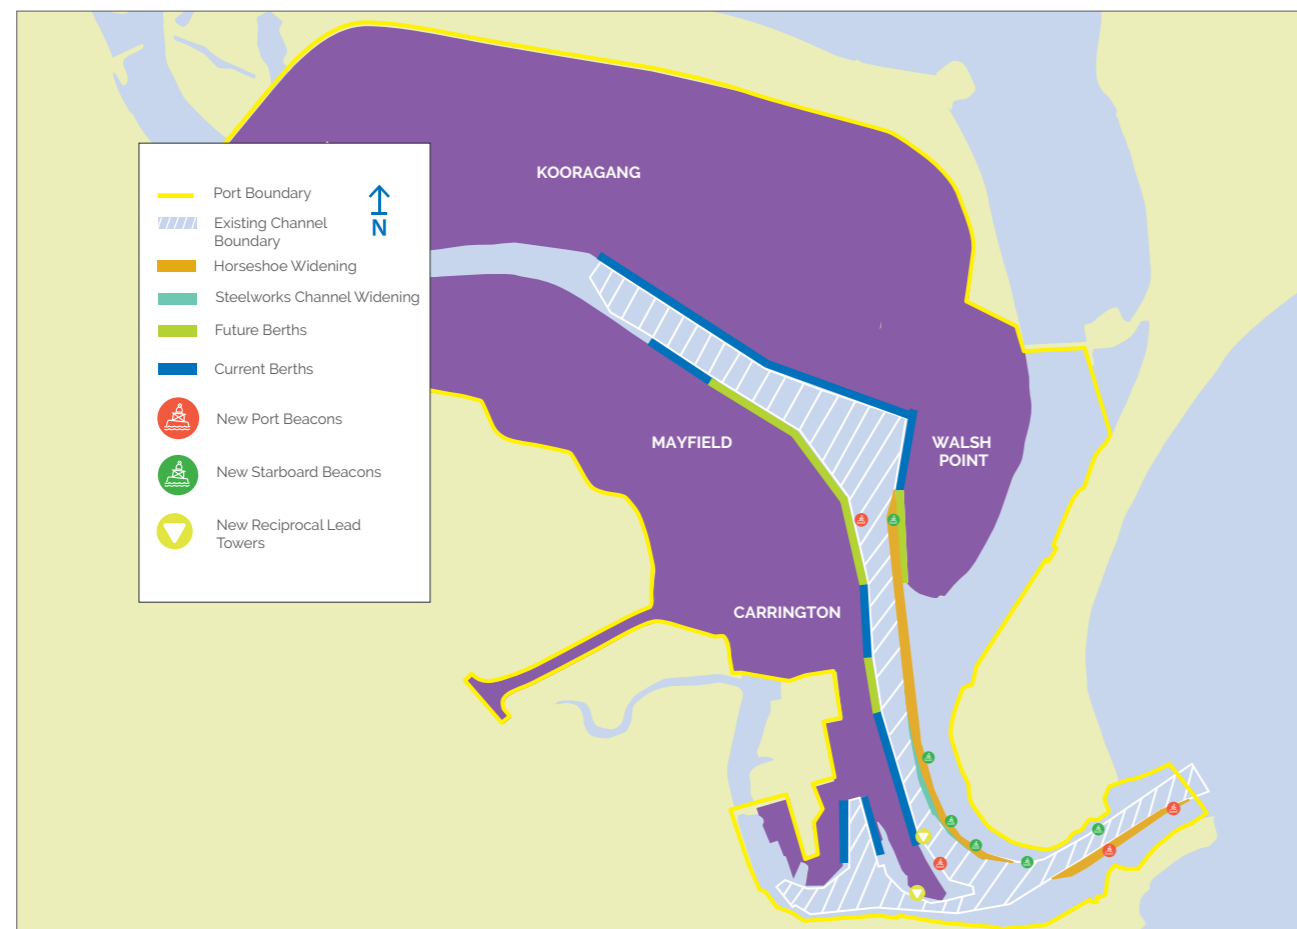 KOORAGANG
Port Boundary
Existing Channel
Boundary
N
Horseshoe Widening
Steelworks Channel Widening
Future Berths
Current Berths
New Port Beacons
New Starboard Beacons
New Reciprocal Lead
Towers
MAYFIELD
WALSH
POINT
CARRINGTON